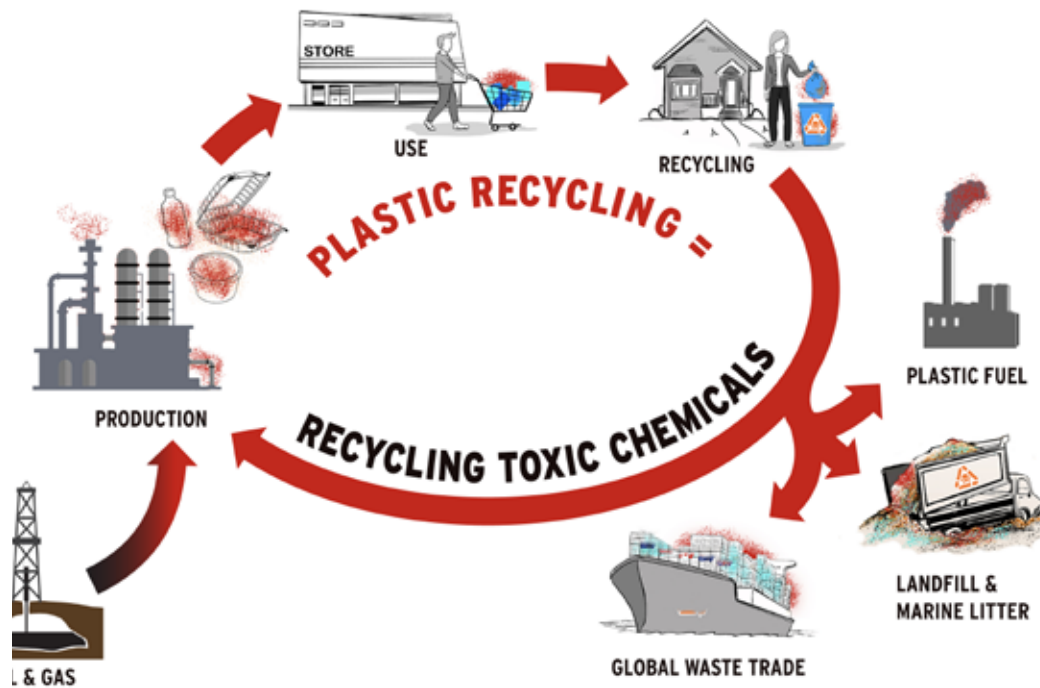 STORE
USE
RECYCLING
PLASTIC RECYCLING =
PLASTIC FUEL
PRODUCTION
RECYCLING TOXIC CHEMICALS
LANDFILL &
MARINE LITTER
GLOBAL WASTE TRADE
L & GAS